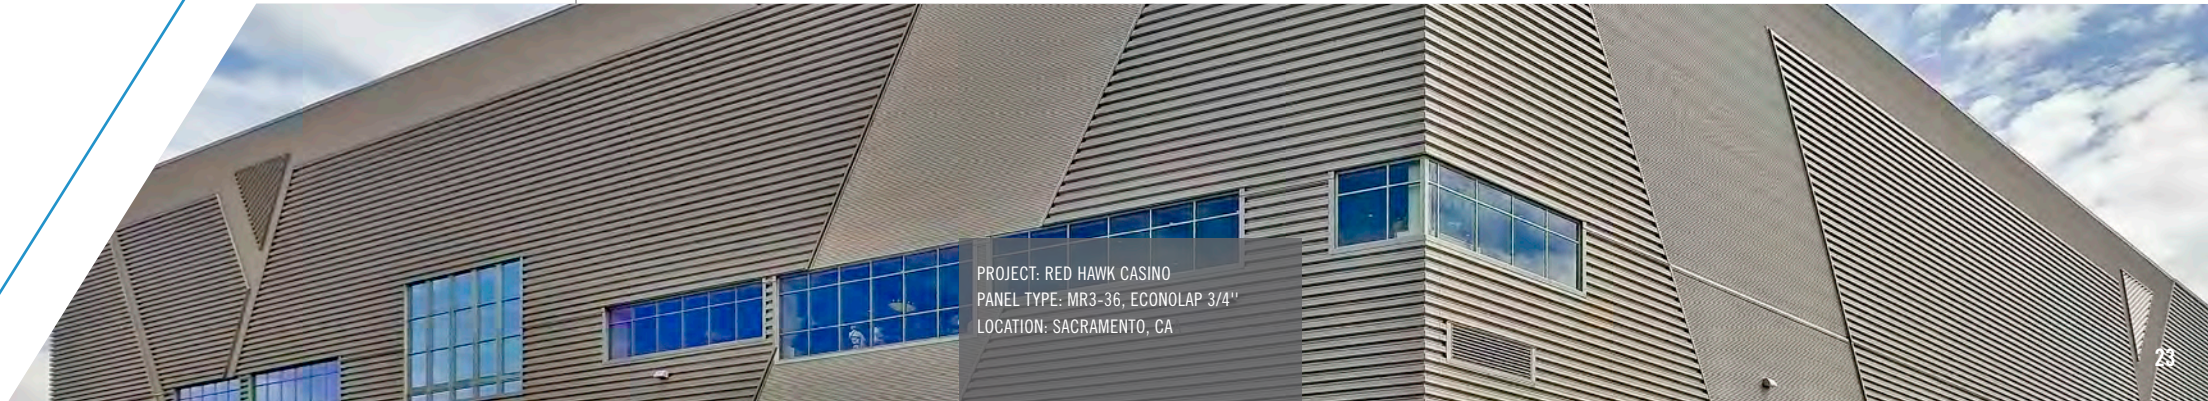 PROJECT: RED HAWK CASINO
PANEL TYPE: MR3-36, ECONOLAP 3/4"
LOCATION: SACRAMENTO, CA
23